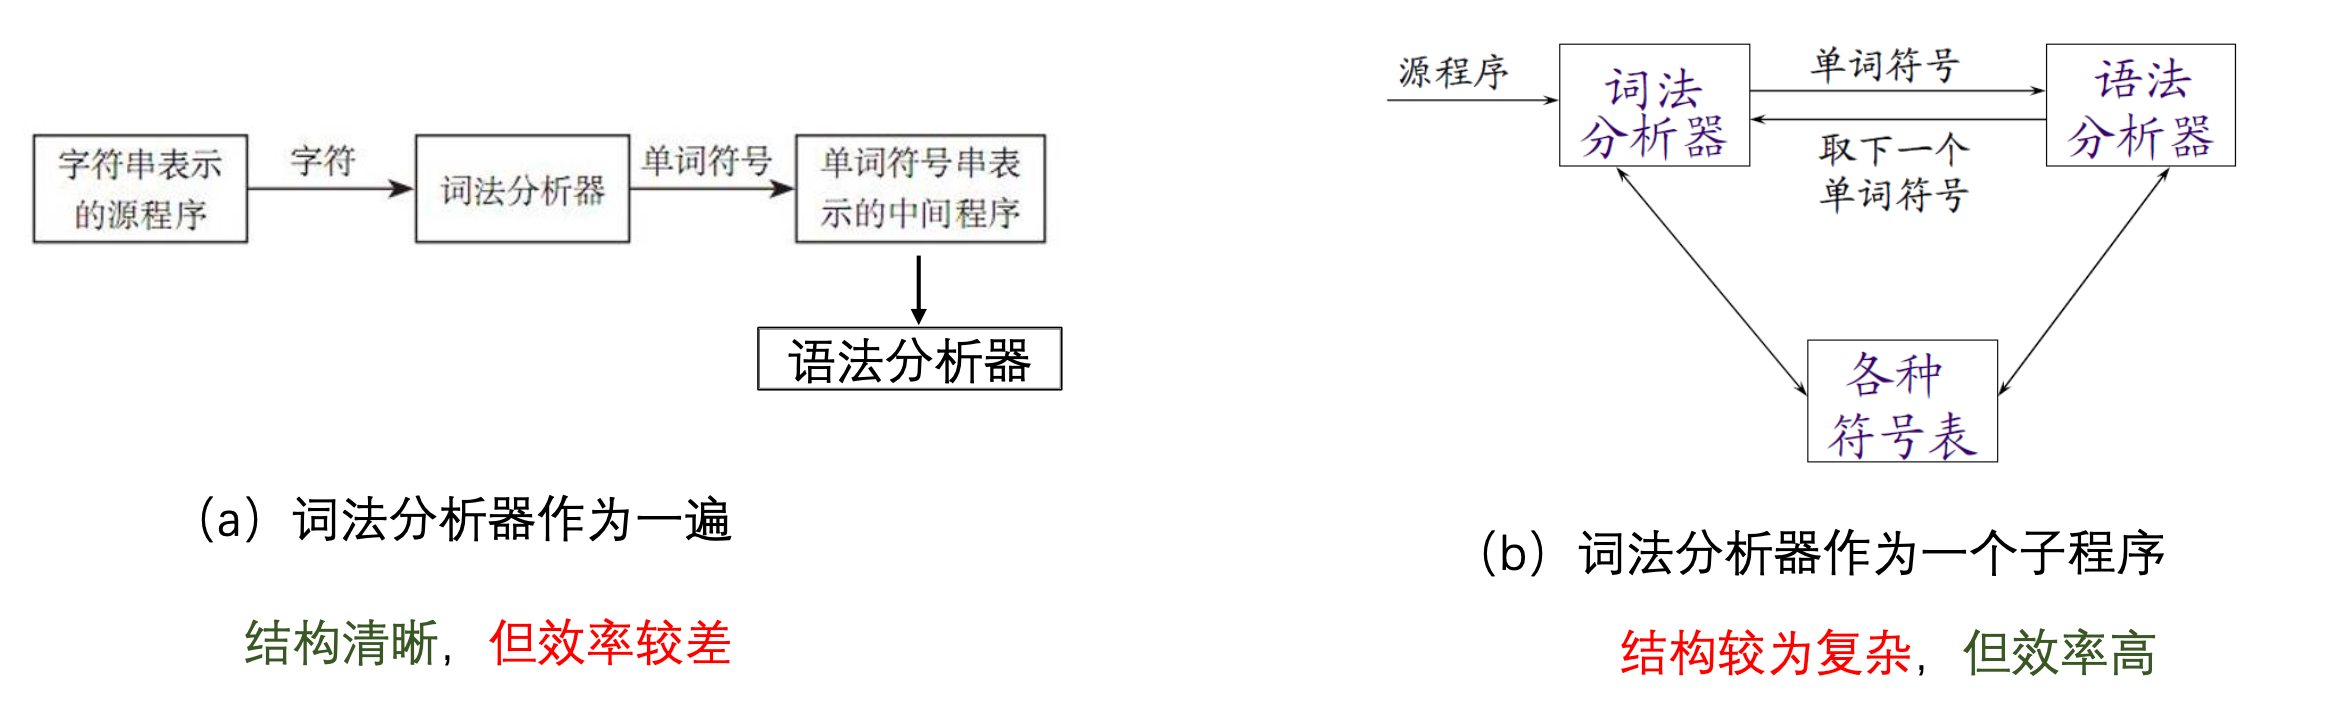 字符串表示
的源程序
字符
词法分析器
单词符号
单词符号串表
示的中间程序
语法分析器
(a) 词法分析器作为一遍
结构清晰，但效率较差
源程序
词法
分析器
单词符号
取下一个
单词符号
语法
分析器
各种
符号表
(b) 词法分析器作为一个子程序
结构较为复杂，但效率高